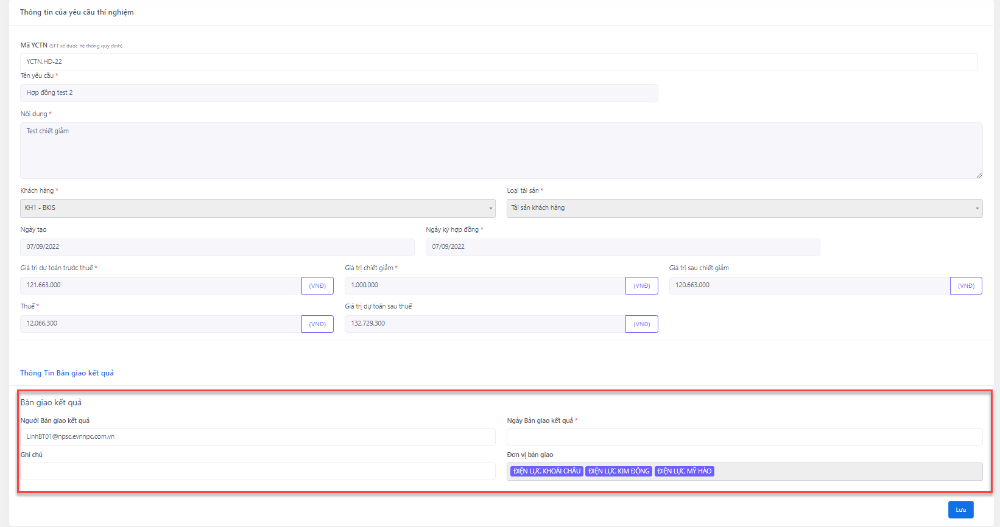 Thông tin của yêu cầu thí nghiệm
Mã YCTN (STT sẽ được hệ thống quy định)
YCTN.HD-22
Tên yêu cầu *
Hợp đồng test 2
Nội dung *
Test chiết giảm
Khách hàng * Loại tài sản *
KH1 - BKIS Tài sản khách hàng
Ngày tạo Ngày ký hợp đồng *
07/09/2022 07/09/2022
Giá trị dự toán trước thuế * Giá trị chiết giảm * Giá trị sau chiết giảm
121.663.000 (VNĐ) 1.000.000 (VNĐ) 120.663.000 (VNĐ)
Thuế * Giá trị dự toán sau thuế
12.066.300 (VNĐ) 132.729.300 (VNĐ)
Thông Tin Bàn giao kết quả
Bàn giao kết quả
Người Bàn giao kết quả Ngày Bàn giao kết quả *
LinhBT01@npsc.evnnpc.com.vn
Ghi chú Đơn vị bàn giao
ĐIỆN LỰC KHOÁI CHÂU ĐIỆN LỰC KIM ĐỘNG ĐIỆN LỰC MỸ HÀO
Lưu